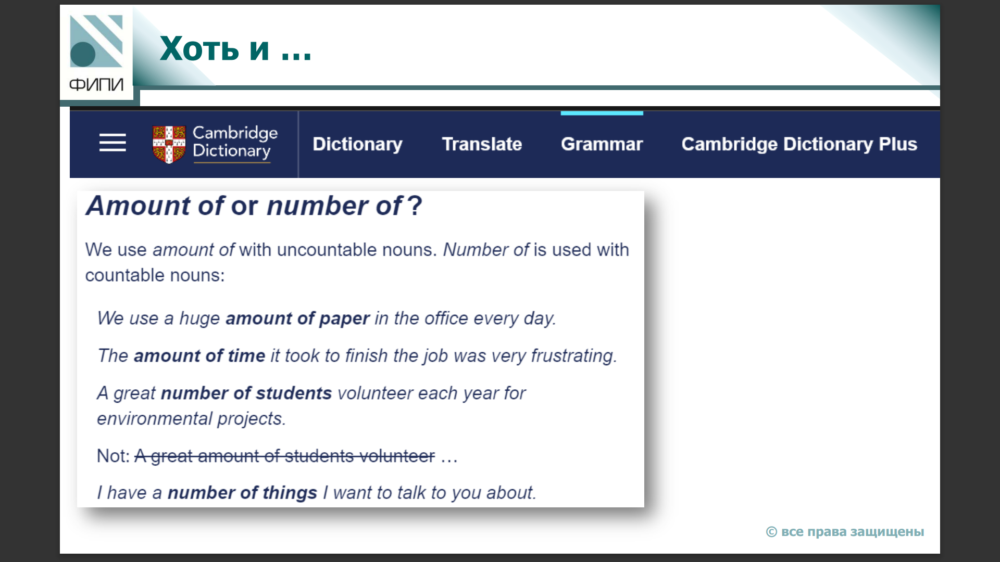 ФИПИ
Хоть и ...
Cambridge
Dictionary
Dictionary Translate Grammar Cambridge Dictionary Plus
Amount of or number of?
We use amount of with uncountable nouns. Number of is used with
countable nouns:
We use a huge amount of paper in the office every day.
The amount of time it took to finish the job was very frustrating.
A great number of students volunteer each year for
environmental projects.
Not: A great amount of students volunteer …
I have a number of things I want to talk to you about.
© все права защищены